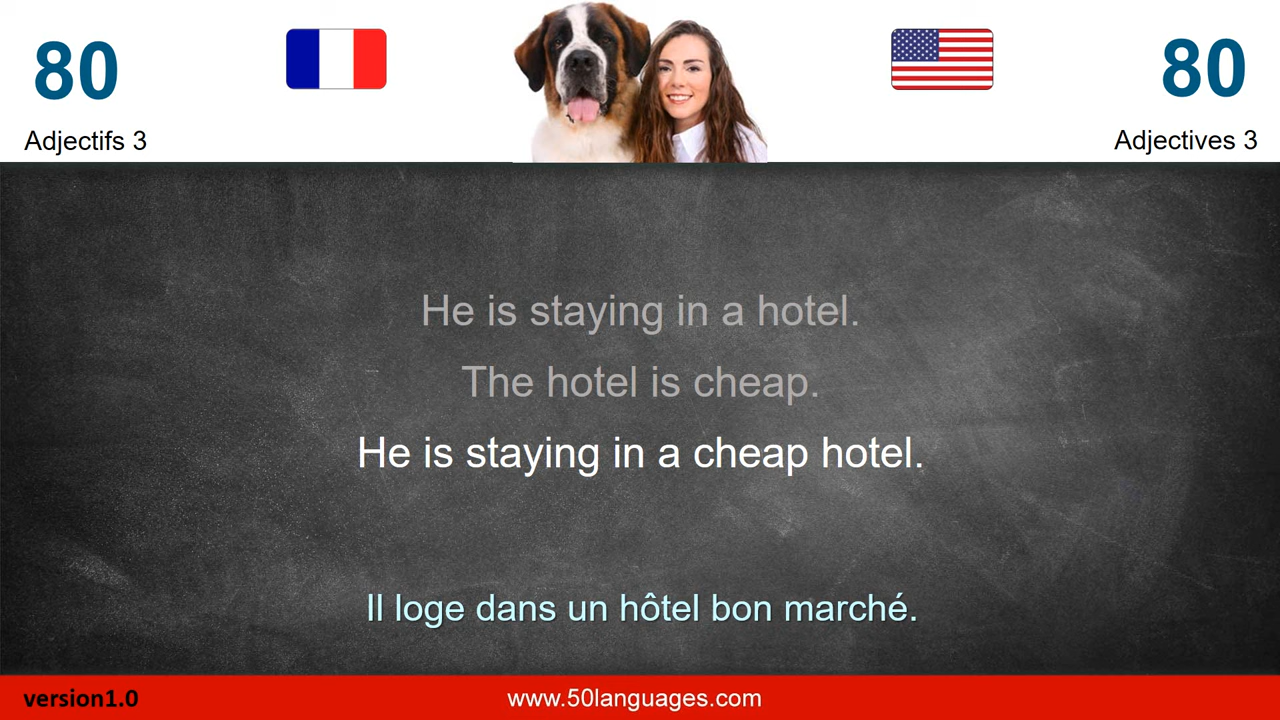 80
80
Adjectifs 3
Adjectives 3
He is staying in a hotel.
The hotel is cheap.
He is staying in a cheap hotel.
Il loge dans un hôtel bon marché.
version1.0
www.50languages.com